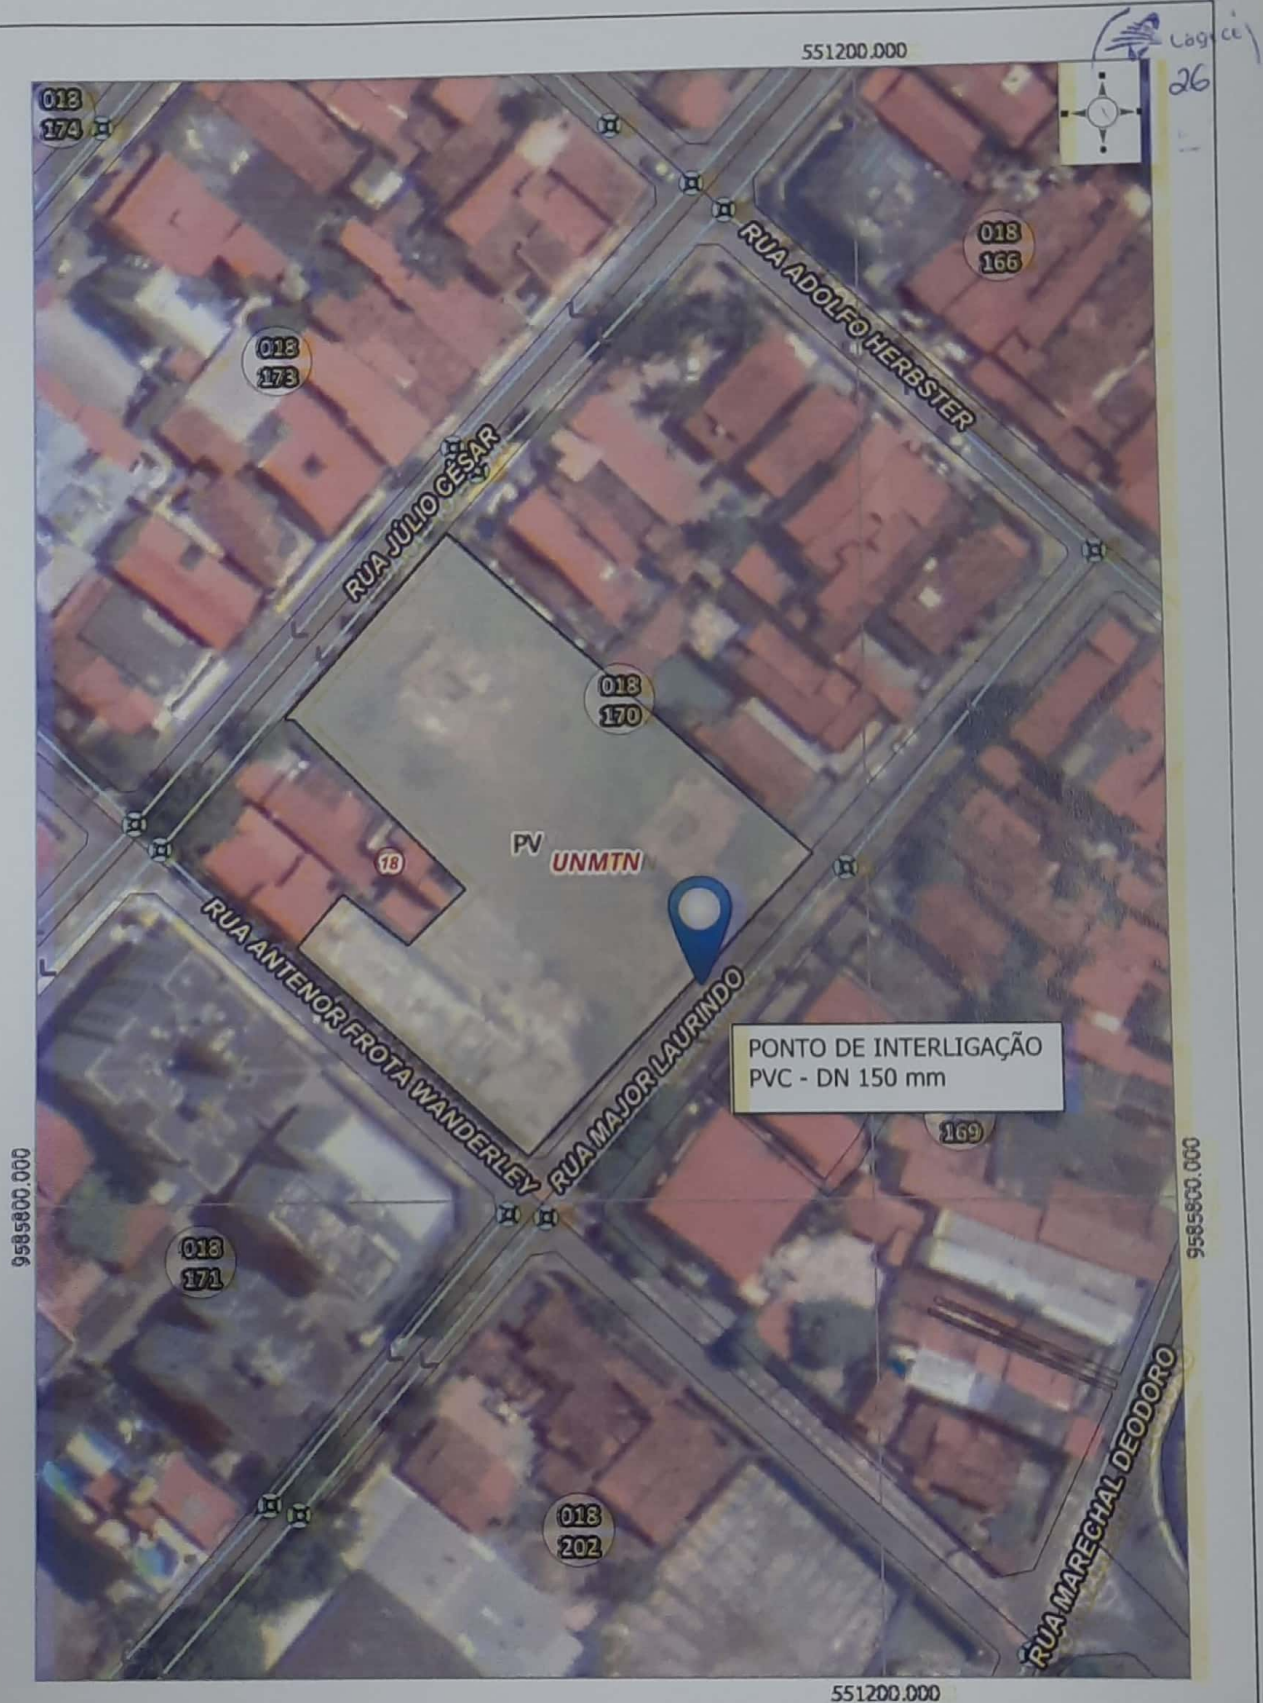 551200.000
26
018
174
018
166
RUA ADOLFO HERBSTER
018
173
RUA JÚLIO CÉSAR
018
170
PV
UNMTN
18
RUA ANTENOR FROTA WANDERLEY
RUA MAJOR LAURINDO
PONTO DE INTERLIGAÇÃO
PVC - DN 150 mm
169
9585800.000
9585800.000
018
171
018
202
RUA MARECHAL DEODORO
551200.000